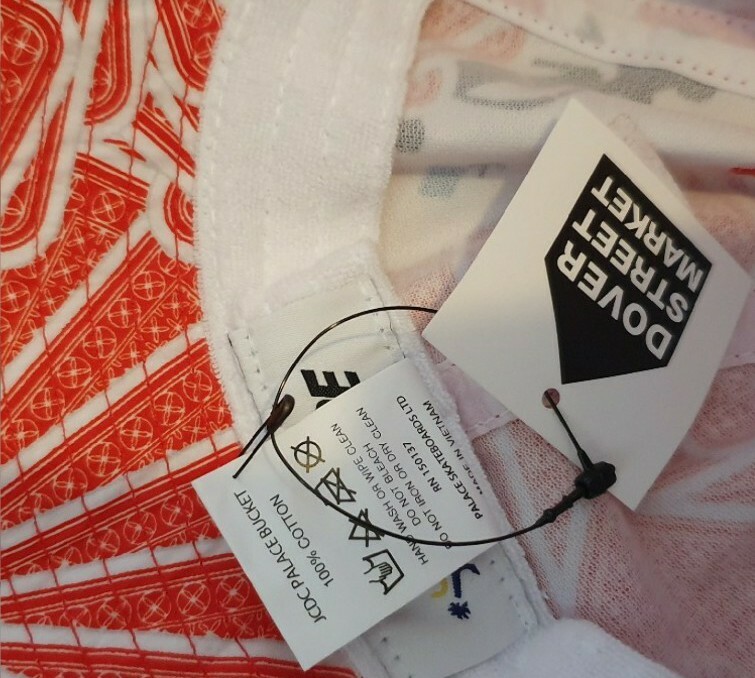 DOVER
STREET
MARKET
JCDC PALACE BUCKET
100% COTTON
HAND WASH OR WIPE CLEAN
DO NOT BLEACH
DO NOT IRON OR DRY CLEAN
RN 150137
PALACE SKATEBOARDS LTD
MADE IN VIETNAM